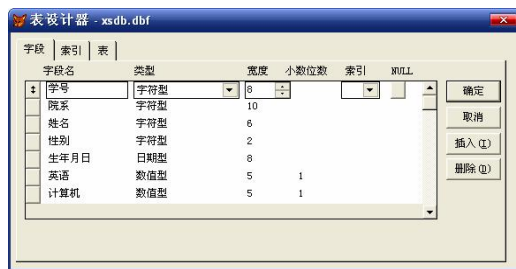 表设计器 - xsdb.dbf
字段 索引 表
字段名 类型 宽度 小数位数 索引 NULL
学号 字符型 8
院系 字符型 10
姓名 字符型 6
性别 字符型 2
生年月日 日期型 8
英语 数值型 5 1
计算机 数值型 5 1
确定
取消
插入(I)
删除(D)